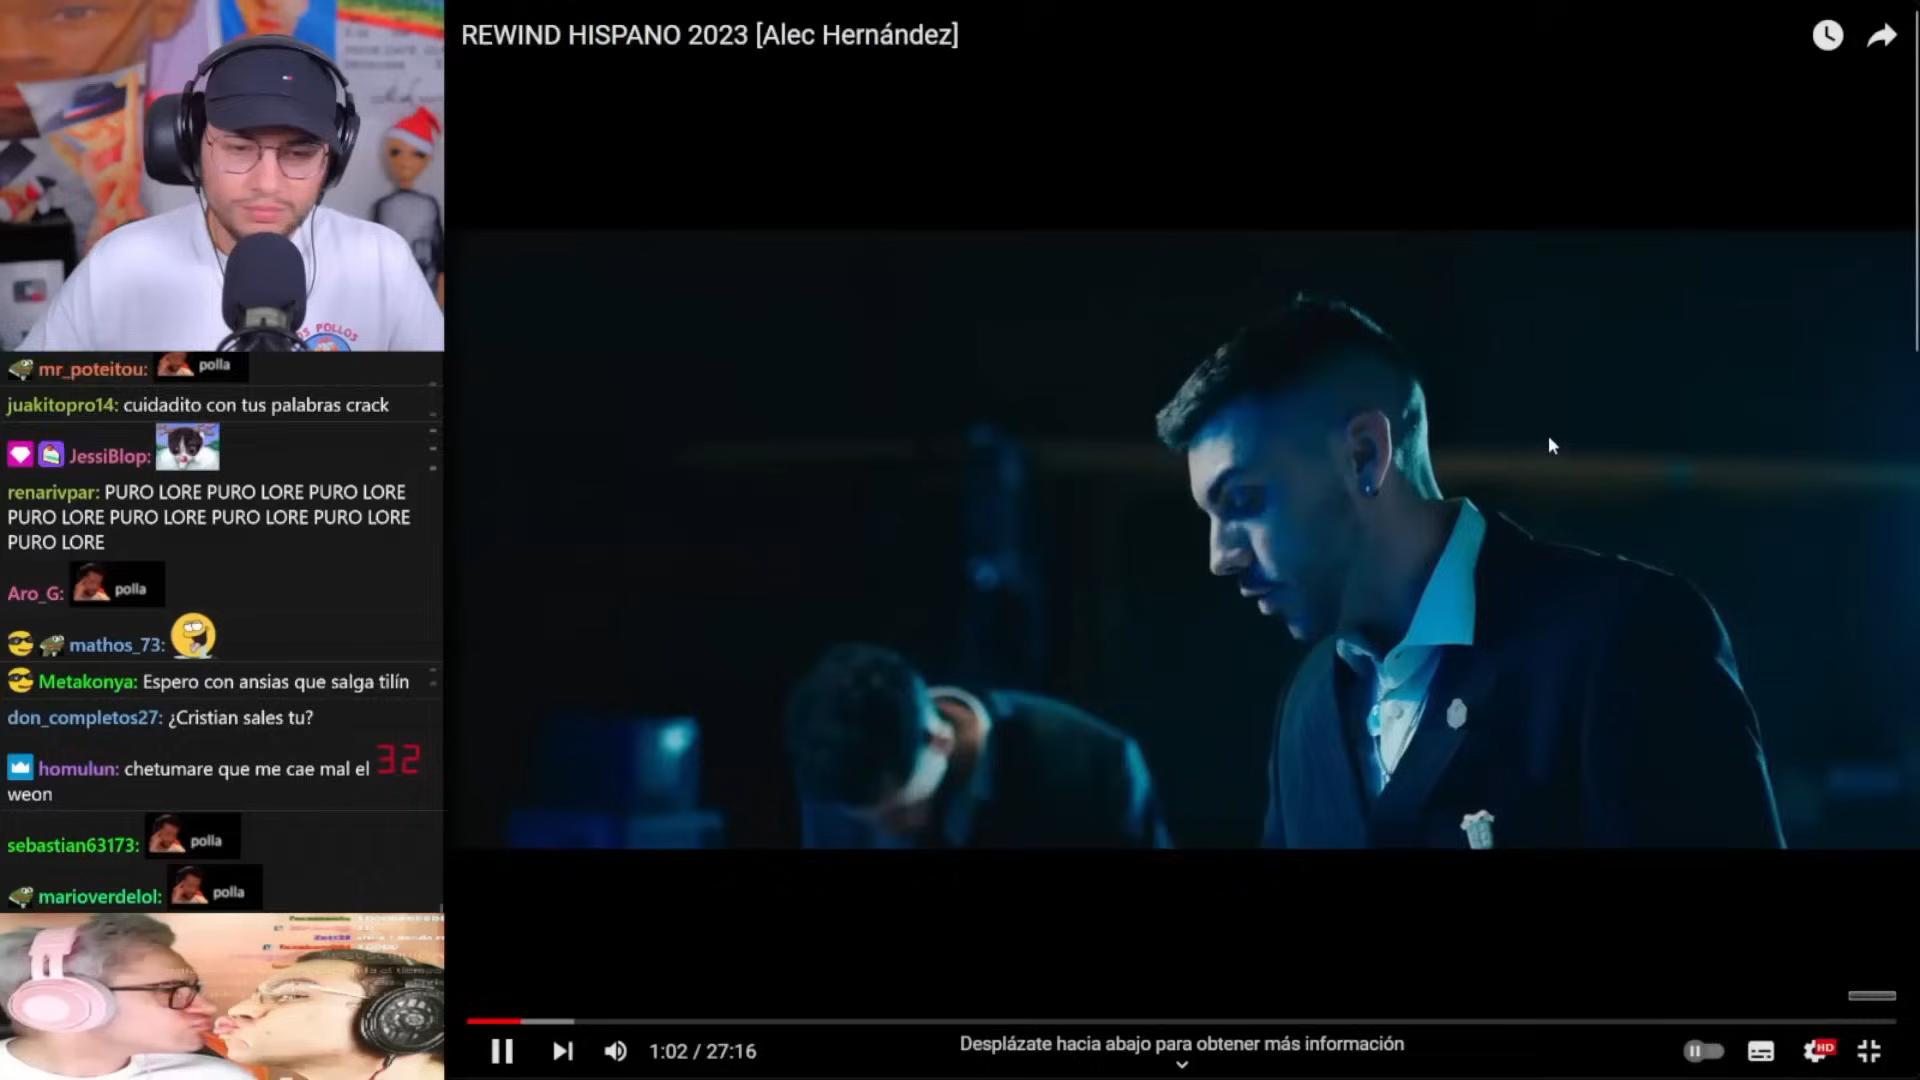 REWIND HISPANO 2023 [Alec Hernández]
OS POLLOS
mr_poteitou: polla
juakitopro14: cuidadito con tus palabras crack
JessiBlop:
renarivpar: PURO LORE PURO LORE PURO LORE
PURO LORE PURO LORE PURO LORE PURO LORE
PURO LORE
Aro_G: polla
mathos_73:
Metakonya: Espero con ansias que salga tilín
don_completos27: ¿Cristian sales tu?
homulun: chetumare que me cae mal el 32
weon
sebastian63173: polla
marioverdelol: polla
1:02 / 27:16
Desplázate hacia abajo para obtener más información
HD